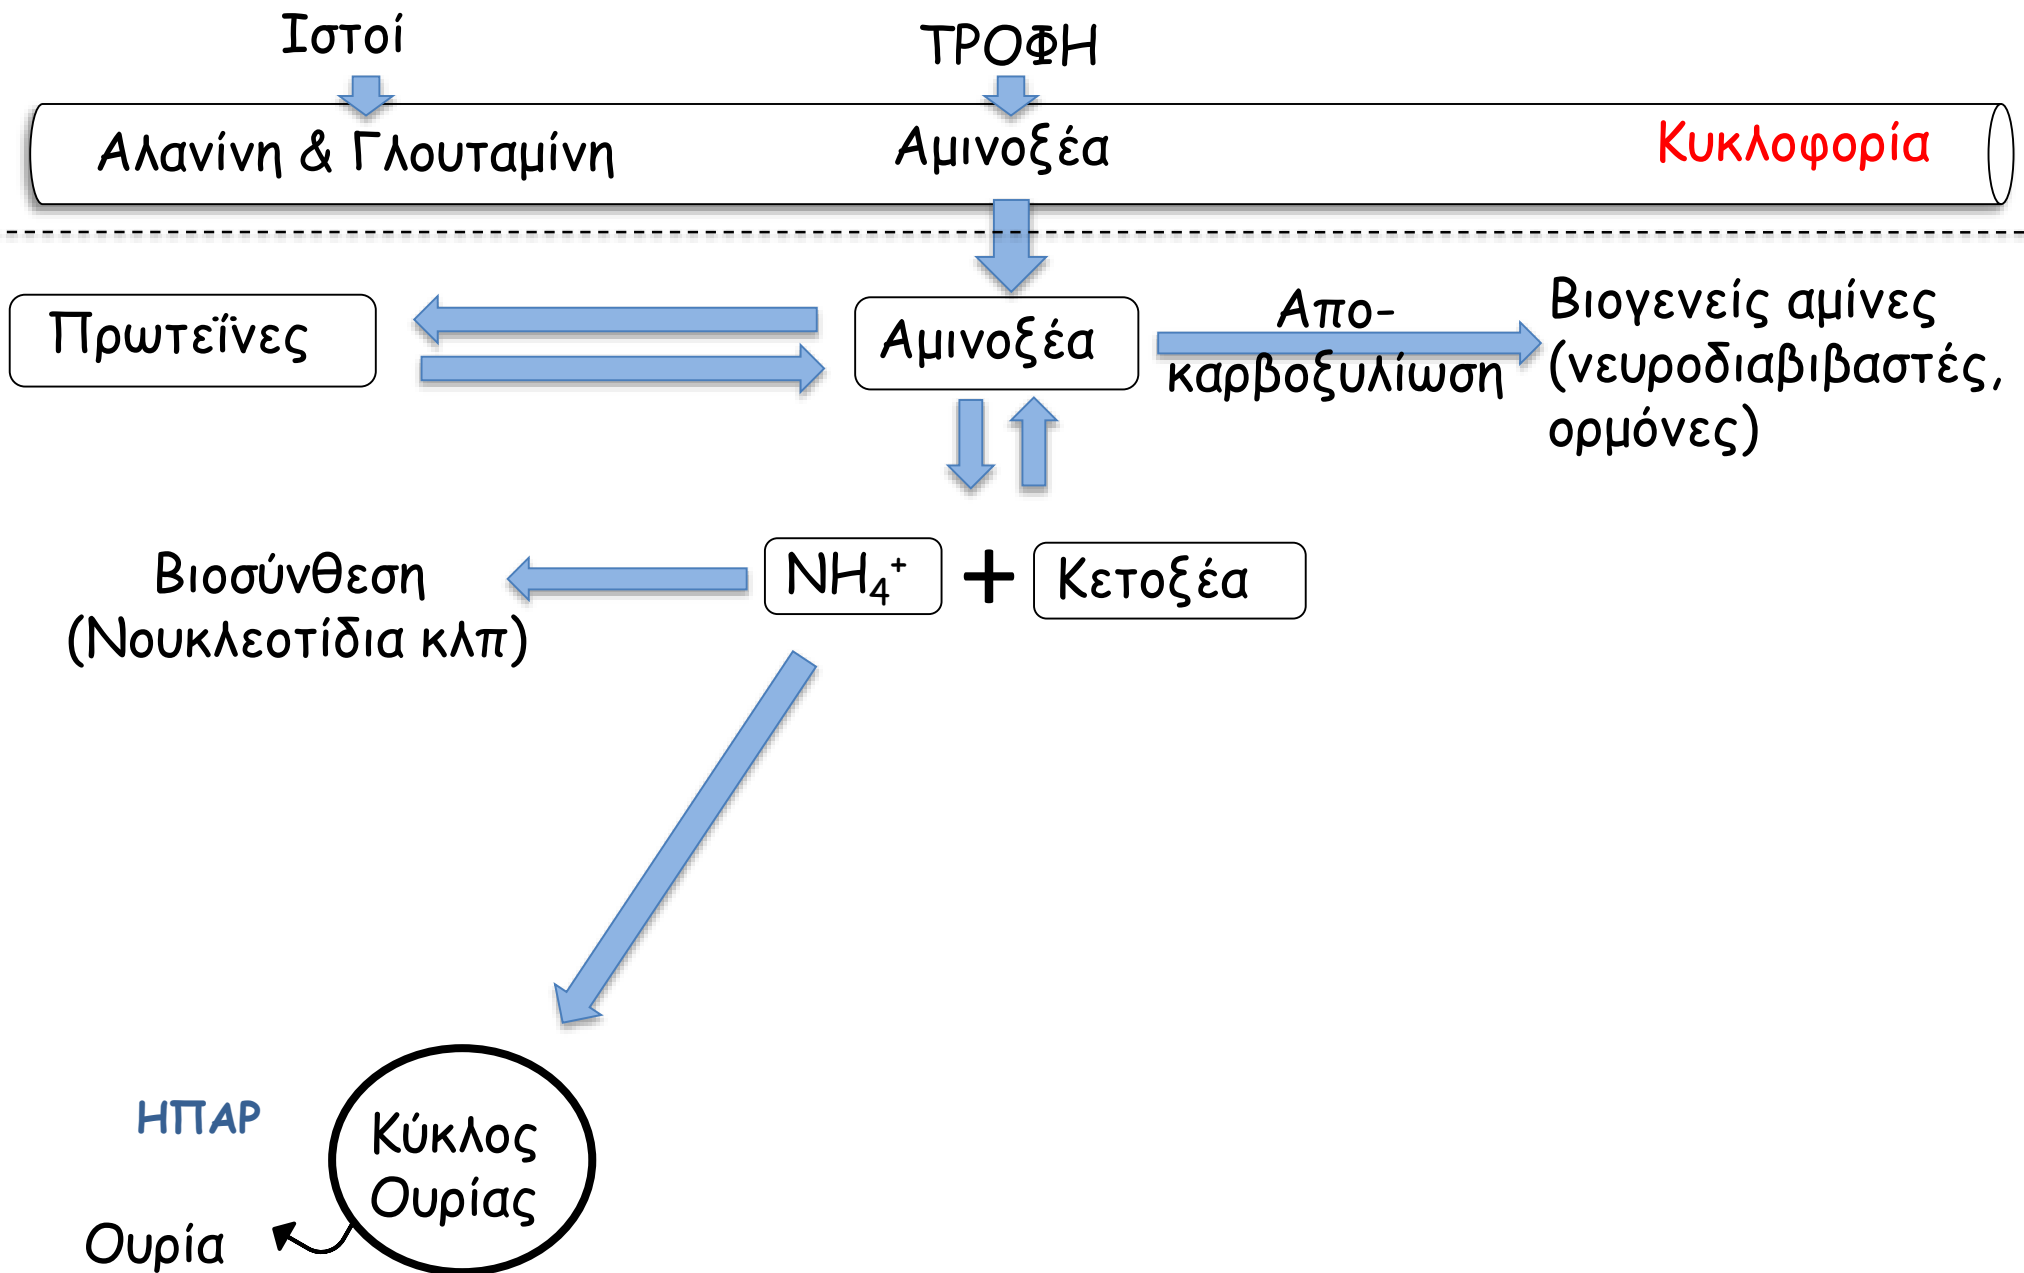 Ιστοί
ΤΡΟΦΗ
Αλανίνη & Γλουταμίνη
Αμινοξέα
Κυκλοφορία
Πρωτεΐνες
Αμινοξέα
Απο-
καρβοξυλίωση
Βιογενείς αμίνες
(νευροδιαβιβαστές,
ορμόνες)
Βιοσύνθεση
(Νουκλεοτίδια κλπ)
NH₄⁺
+
Κετοξέα
ΗΠΑΡ
Κύκλος
Ουρίας
Ουρία